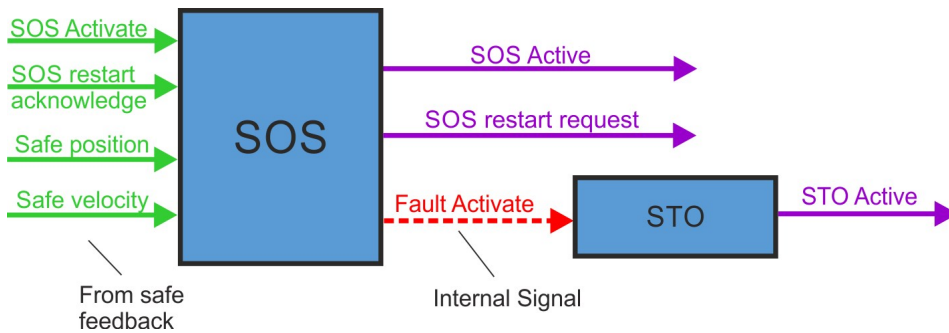 SOS Activate
SOS restart
acknowledge
Safe position
Safe velocity
From safe
feedback
SOS
SOS Active
SOS restart request
Fault Activate
Internal Signal
STO
STO Active